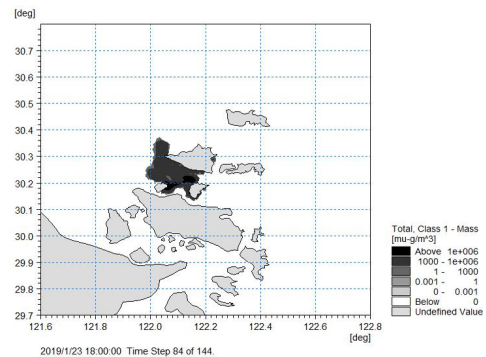 [deg]
30.7
30.6
30.5
30.4
30.3
30.2
30.1
30.0
29.9
29.8
29.7
121.6 121.8 122.0 122.2 122.4 122.6 122.8
[deg]
Total, Class 1 - Mass
[mu-g/m^3]
Above 1e+006
1000 - 1e+006
1 - 1000
0.001 - 1
0 - 0.001
Below 0
Undefined Value
2019/1/23 18:00:00 Time Step 84 of 144.